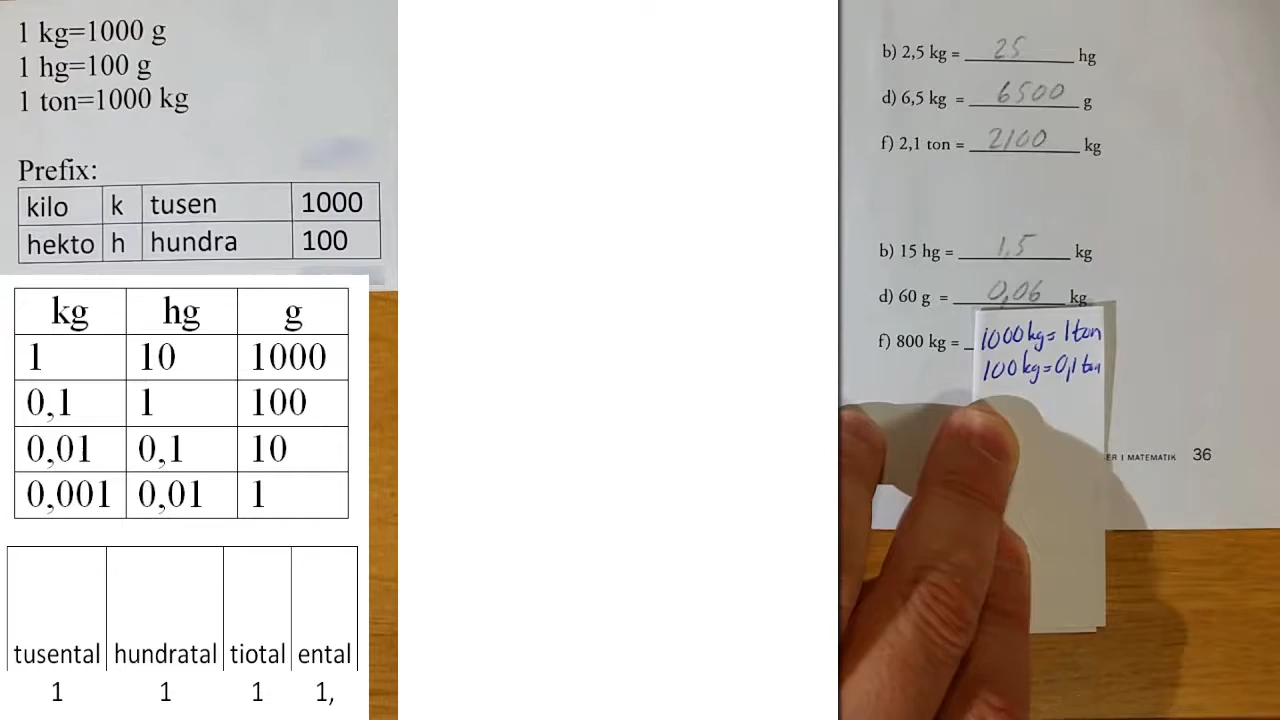 1 kg=1000 g
1 hg=100 g
1 ton=1000 kg
Prefix:
kilo k tusen 1000
hekto h hundra 100
kg hg g
1 10 1000
0,1 1 100
0,01 0,1 10
0,001 0,01 1
tusental hundratal tiotal ental
1 1 1 1,
b) 2,5 kg = 25 hg
d) 6,5 kg = 6500 g
f) 2,1 ton = 2100 kg
b) 15 hg = 1,5 kg
d) 60 g = 0,06 kg
f) 800 kg =
1000 kg = 1 ton
100 kg = 0,1 ton
ER I MATEMATIK 36